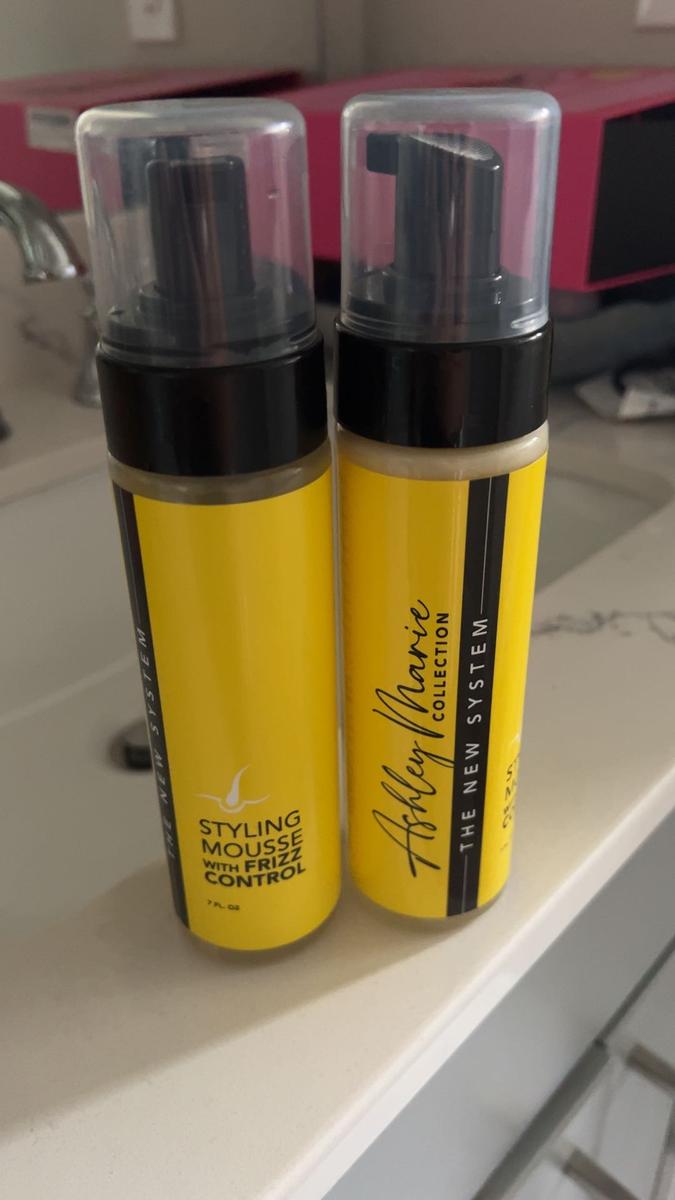 THE NEW SYSTEM
STYLING
MOUSSE
WITH FRIZZ
CONTROL
7 FL. OZ
Ashley Marie
COLLECTION
THE NEW SYSTEM